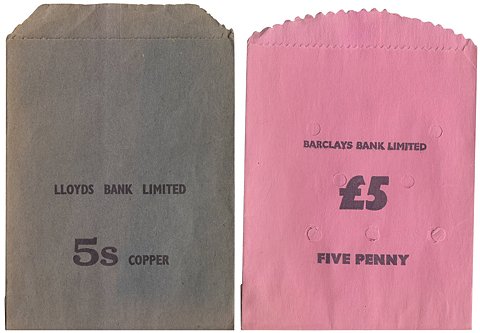 LLOYDS BANK LIMITED
5s COPPER
BARCLAYS BANK LIMITED
£5
FIVE PENNY